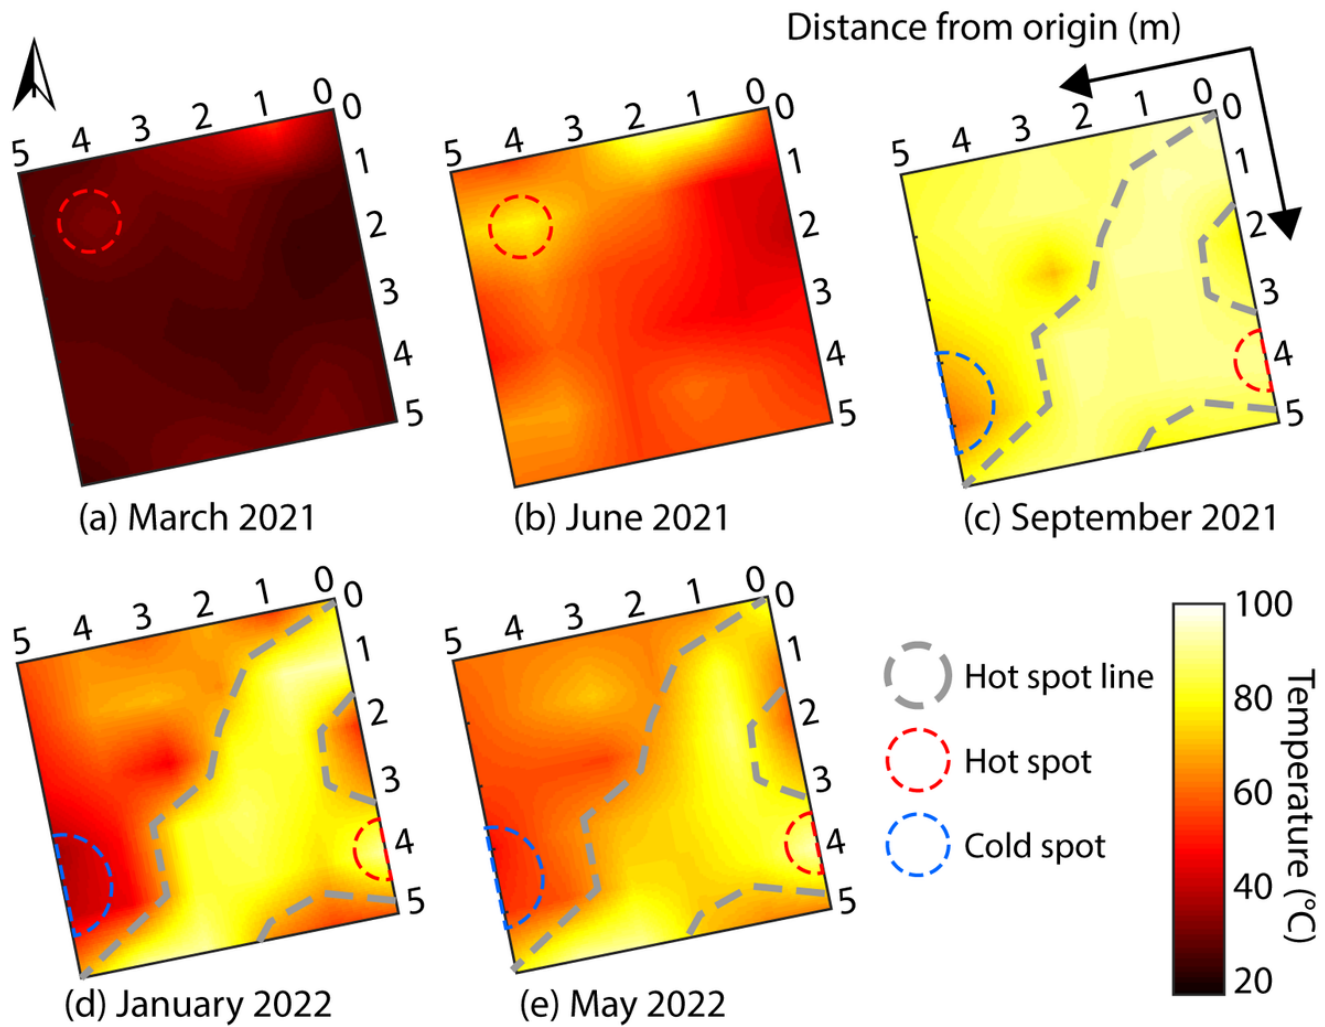 Distance from origin (m)
5 4 3 2 1 0
0
1
2
3
4
5
(a) March 2021
5 4 3 2 1 0
0
1
2
3
4
5
(b) June 2021
5 4 3 2 1 0
0
1
2
3
4
5
(c) September 2021
5 4 3 2 1 0
0
1
2
3
4
5
(d) January 2022
5 4 3 2 1 0
0
1
2
3
4
5
(e) May 2022
Hot spot line
Hot spot
Cold spot
100
80
60
40
20
Temperature (°C)